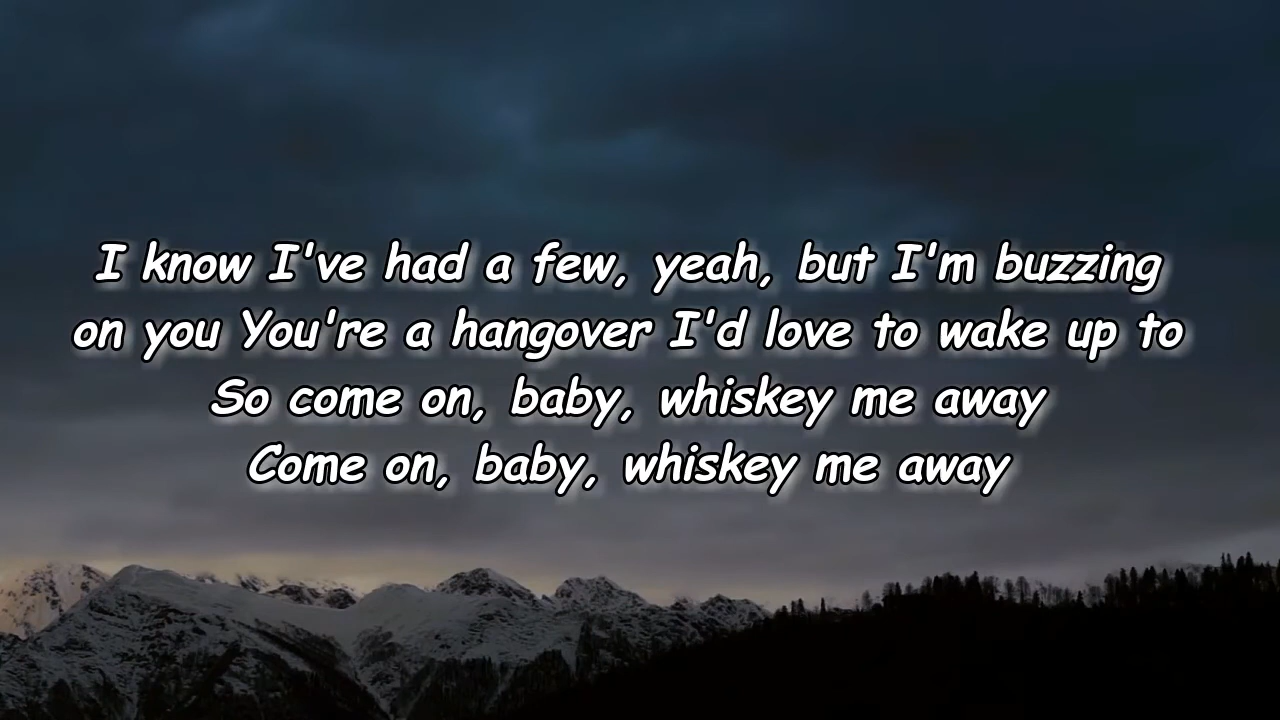 I know I've had a few, yeah, but I'm buzzing
on you You're a hangover I'd love to wake up to
So come on, baby, whiskey me away
Come on, baby, whiskey me away